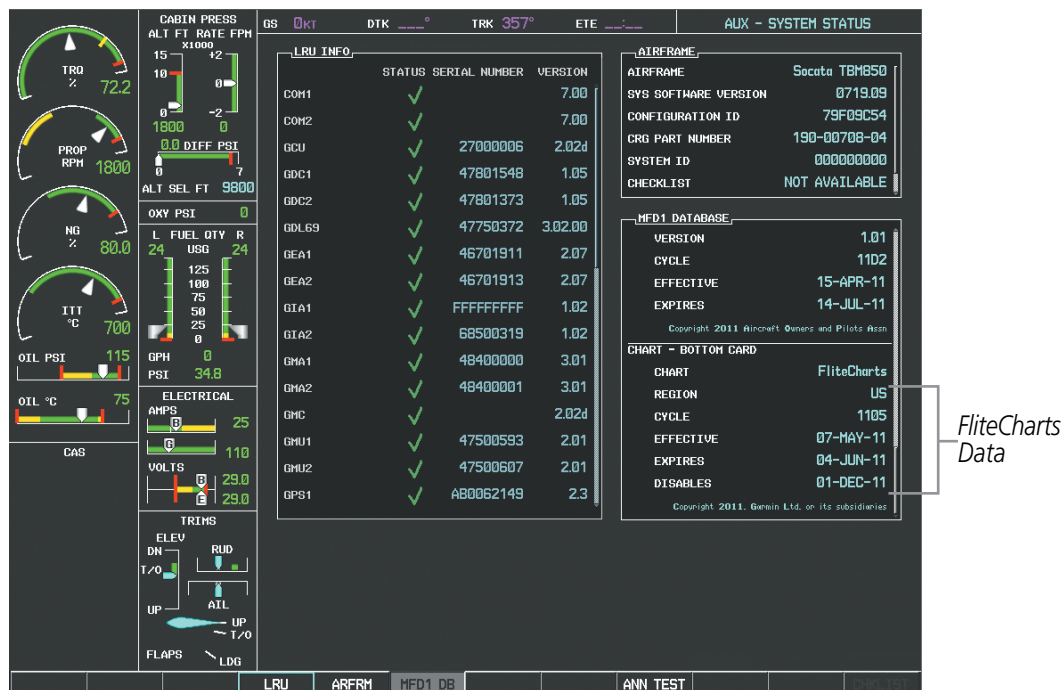 GS 0KT DTK ___° TRK 357° ETE __:__ AUX - SYSTEM STATUS
TRQ
%
72.2
PROP
RPM
1800
NG
%
80.0
ITT
°C
700
OIL PSI 115
OIL °C 75
CAS
CABIN PRESS
ALT FT RATE FPM
X1000
15 +2
10
0
0 -2
1800 0
0.0 DIFF PSI
0 7
ALT SEL FT 9800
OXY PSI 0
L FUEL QTY R
24 USG 24
125
100
75
50
25
0
GPH 0
PSI 34.8
ELECTRICAL
AMPS
B 25
G 110
VOLTS
B 29.0
E 29.0
TRIMS
ELEV
DN RUD
T/O
UP AIL
UP
T/O
FLAPS LDG
LRU INFO
STATUS SERIAL NUMBER VERSION
COM1 ✓ 7.00
COM2 ✓ 7.00
GCU ✓ 27000006 2.02d
GDC1 ✓ 47801548 1.05
GDC2 ✓ 47801373 1.05
GDL69 ✓ 47750372 3.02.00
GEA1 ✓ 46701911 2.07
GEA2 ✓ 46701913 2.07
GIA1 ✓ FFFFFFFFF 1.02
GIA2 ✓ 68500319 1.02
GMA1 ✓ 48400000 3.01
GMA2 ✓ 48400001 3.01
GMC ✓ 2.02d
GMU1 ✓ 47500593 2.01
GMU2 ✓ 47500607 2.01
GPS1 ✓ AB0062149 2.3
AIRFRAME
AIRFRAME Socata TBM850
SYS SOFTWARE VERSION 0719.09
CONFIGURATION ID 79F09C54
CRG PART NUMBER 190-00708-04
SYSTEM ID 000000000
CHECKLIST NOT AVAILABLE
MFD1 DATABASE
VERSION 1.01
CYCLE 11D2
EFFECTIVE 15-APR-11
EXPIRES 14-JUL-11
Copyright 2011 Aircraft Owners and Pilots Assn
CHART - BOTTOM CARD
CHART FliteCharts
REGION US
CYCLE 1105
EFFECTIVE 07-MAY-11
EXPIRES 04-JUN-11
DISABLES 01-DEC-11
Copyright 2011, Garmin Ltd. or its subsidiaries
FliteCharts
Data
LRU ARFRM MFD1 DB ANN TEST CHKLIST